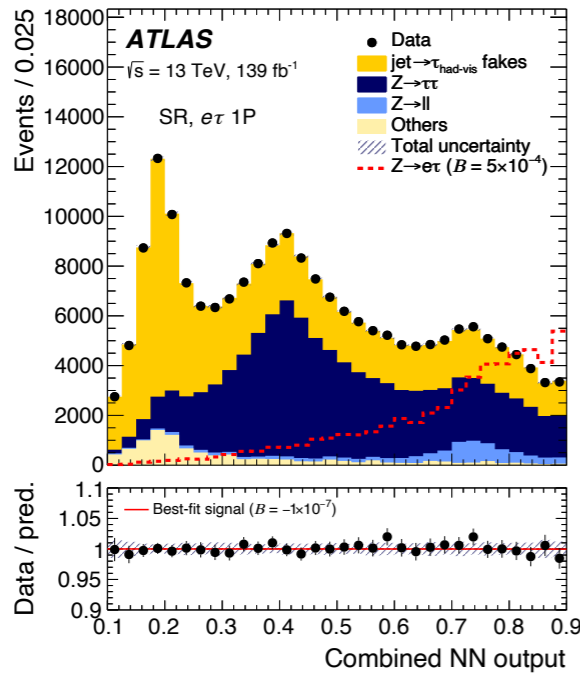 Events / 0.025
18000
16000
14000
12000
10000
8000
6000
4000
2000
0
ATLAS
√s = 13 TeV, 139 fb⁻¹
SR, eτ 1P
Data
jet→τhad-vis fakes
Z→ττ
Z→ll
Others
Total uncertainty
Z→eτ (B = 5×10⁻⁴)
Data / pred.
1.1
1.05
1
0.95
0.9
Best-fit signal (B = −1×10⁻⁷)
0.1 0.2 0.3 0.4 0.5 0.6 0.7 0.8 0.9
Combined NN output